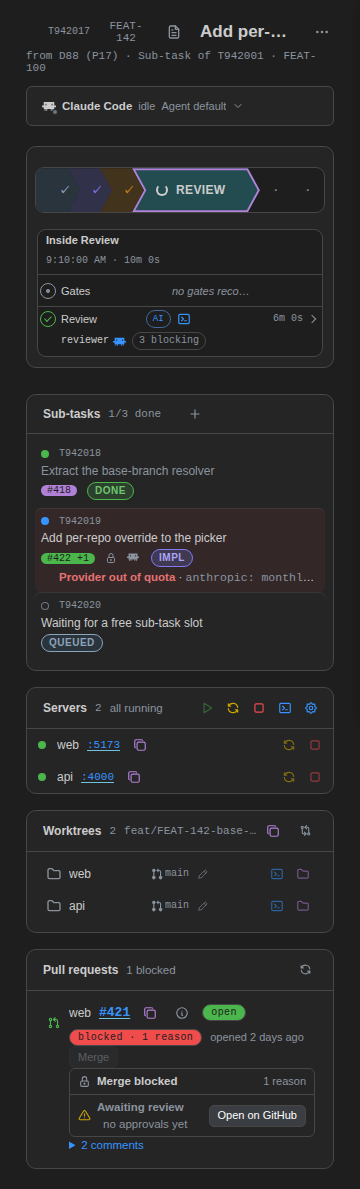 T942017 FEAT-142 Add per-…
from D88 (P17) · Sub-task of T942001 · FEAT-100
Claude Code idle Agent default
REVIEW
Inside Review
9:10:00 AM · 10m 0s
Gates no gates reco…
Review AI 6m 0s
reviewer 3 blocking
Sub-tasks 1/3 done
T942018
Extract the base-branch resolver
#418 DONE
T942019
Add per-repo override to the picker
#422 +1 IMPL
Provider out of quota · anthropic: monthl…
T942020
Waiting for a free sub-task slot
QUEUED
Servers 2 all running
web :5173
api :4000
Worktrees 2 feat/FEAT-142-base-…
web main
api main
Pull requests 1 blocked
web #421 open
blocked · 1 reason opened 2 days ago
Merge
Merge blocked 1 reason
Awaiting review
no approvals yet
Open on GitHub
2 comments